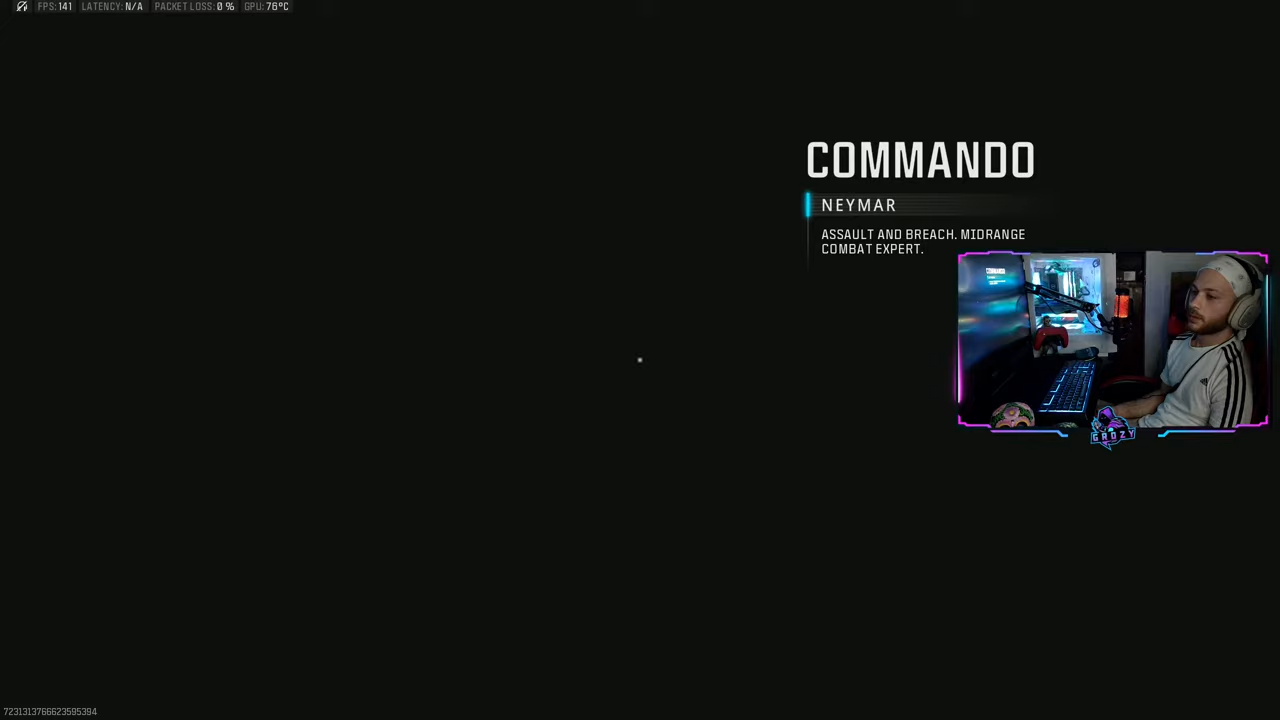 FPS: 141 LATENCY: N/A PACKET LOSS: 0 % GPU: 76°C
COMMANDO
NEYMAR
ASSAULT AND BREACH. MIDRANGE
COMBAT EXPERT.
GROZY
7231313766623595394